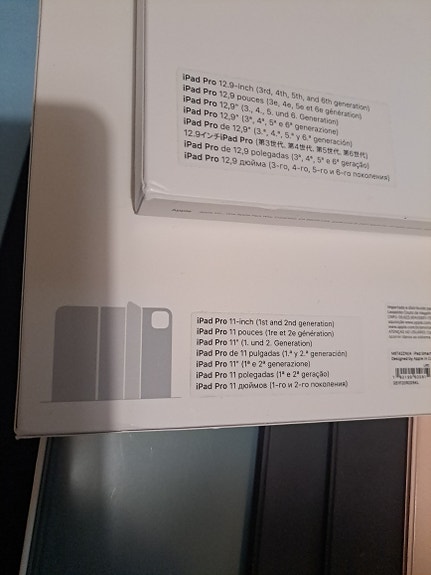 iPad Pro 12.9-inch (3rd, 4th, 5th, and 6th generation)
iPad Pro 12,9 pouces (3e, 4e, 5e et 6e génération)
iPad Pro 12,9" (3., 4., 5. und 6. Generation)
iPad Pro 12,9" (3ª, 4ª, 5ª e 6ª generazione)
iPad Pro de 12,9" (3.ª, 4.ª, 5.ª y 6.ª generación)
12.9インチiPad Pro (第3世代, 第4世代, 第5世代, 第6世代)
iPad Pro de 12,9 polegadas (3ª, 4ª, 5ª e 6ª geração)
iPad Pro 12,9 дюйма (3-го, 4-го, 5-го и 6-го поколения)
iPad Pro 11-inch (1st and 2nd generation)
iPad Pro 11 pouces (1re et 2e génération)
iPad Pro 11" (1. und 2. Generation)
iPad Pro de 11 pulgadas (1.ª y 2.ª generación)
iPad Pro 11" (1ª e 2ª generazione)
iPad Pro 11 polegadas (1ª e 2ª geração)
iPad Pro 11 дюймов (1-го и 2-го поколения)